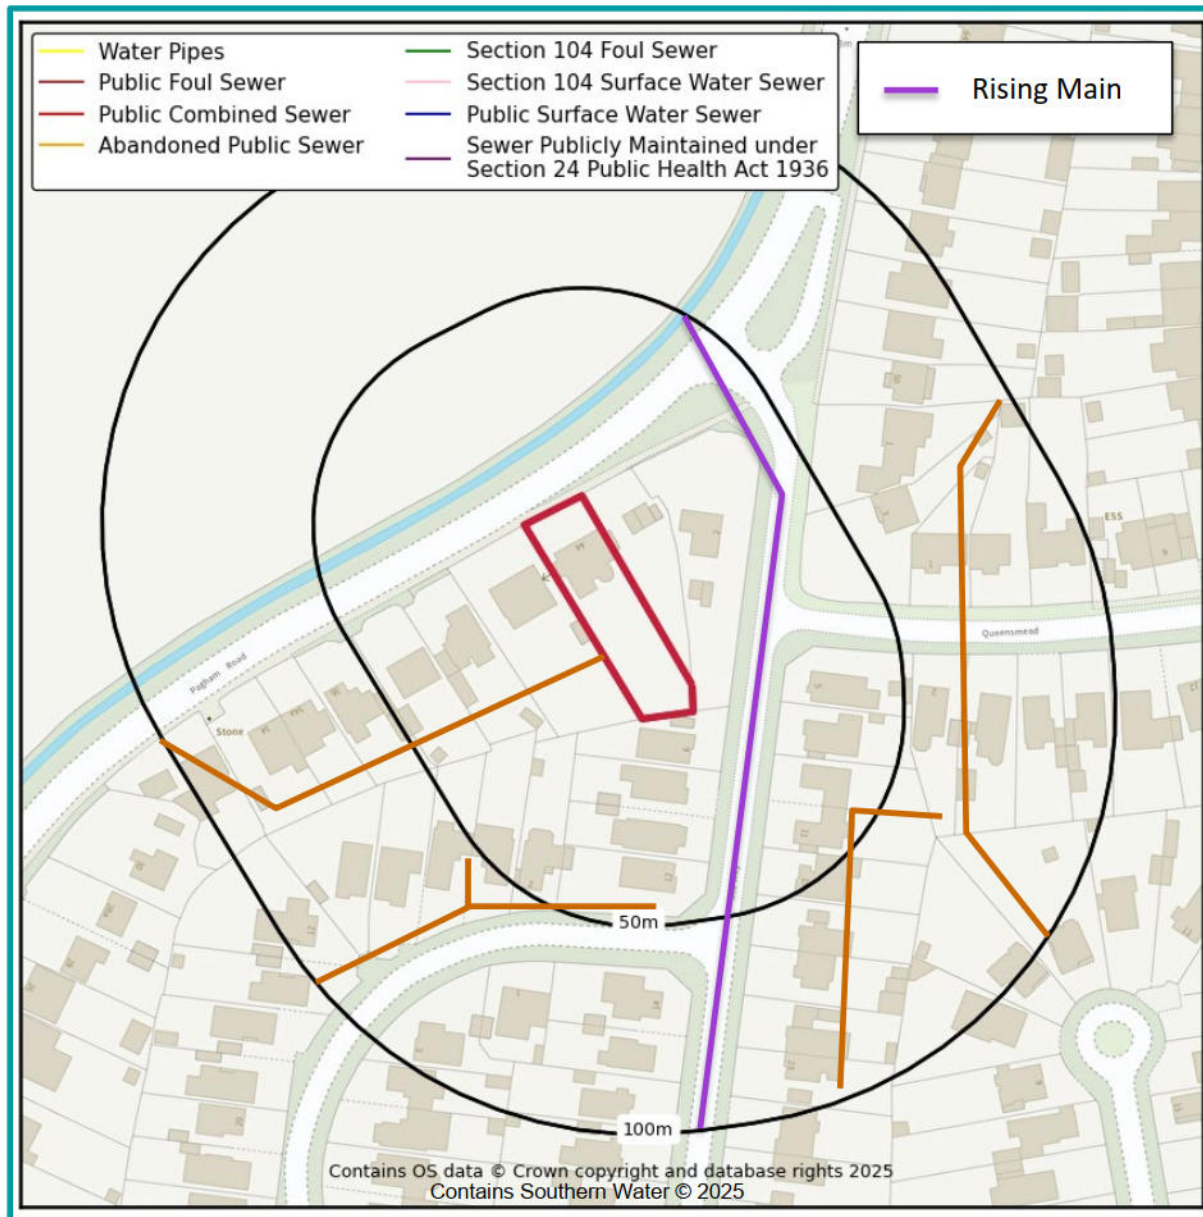 Water Pipes
Public Foul Sewer
Public Combined Sewer
Abandoned Public Sewer
Section 104 Foul Sewer
Section 104 Surface Water Sewer
Public Surface Water Sewer
Sewer Publicly Maintained under
Section 24 Public Health Act 1936
Rising Main
ESS
Queensmead
Pagham Road
Stone
50m
100m
Contains OS data © Crown copyright and database rights 2025
Contains Southern Water © 2025